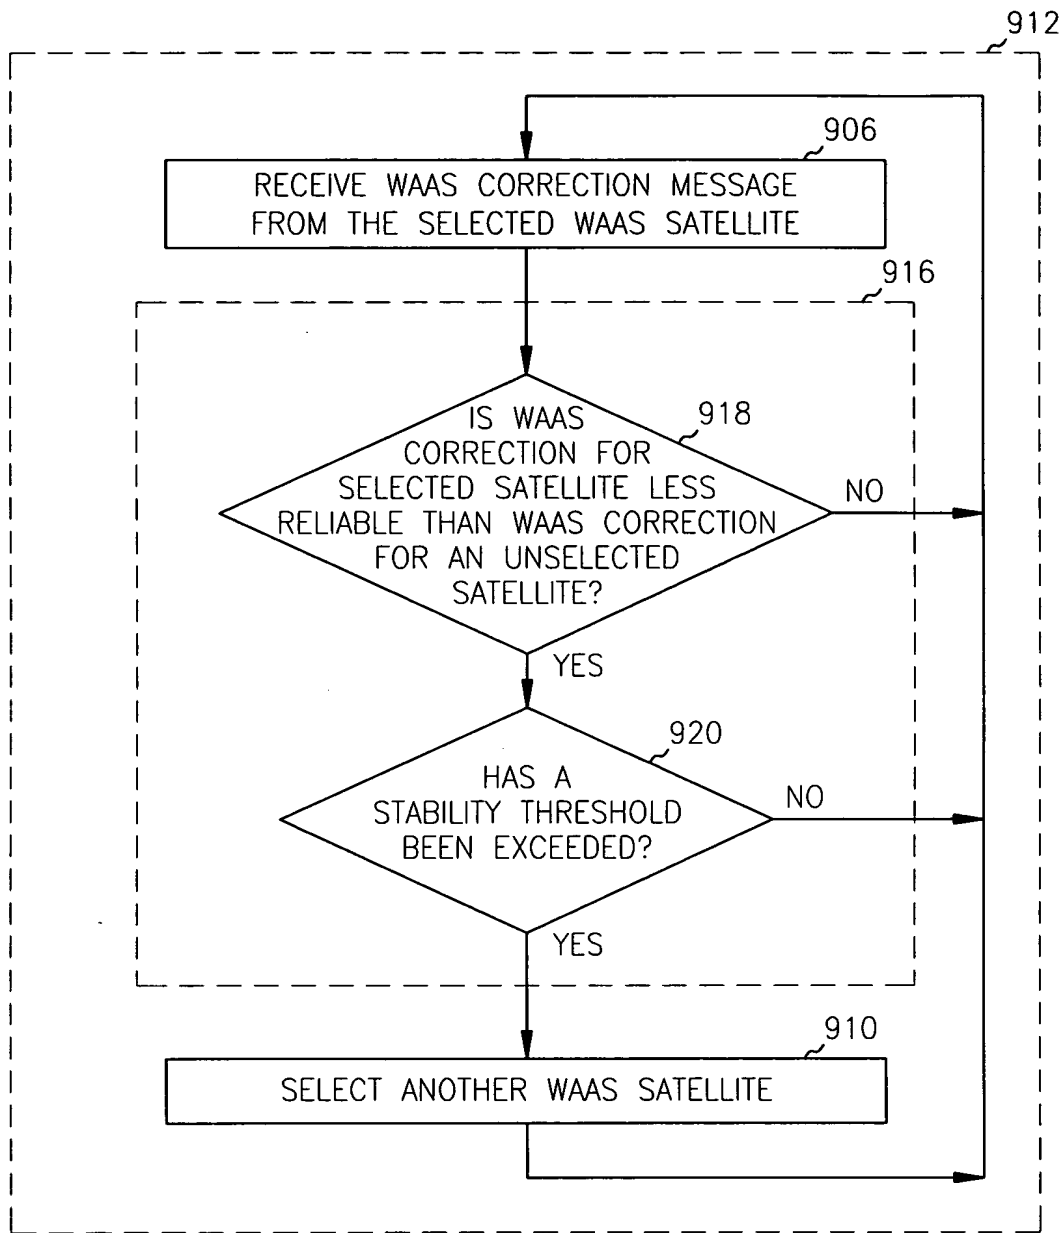 912
906
RECEIVE WAAS CORRECTION MESSAGE
FROM THE SELECTED WAAS SATELLITE
916
918
IS WAAS
CORRECTION FOR
SELECTED SATELLITE LESS
RELIABLE THAN WAAS CORRECTION
FOR AN UNSELECTED
SATELLITE?
NO
YES
920
HAS A
STABILITY THRESHOLD
BEEN EXCEEDED?
NO
YES
910
SELECT ANOTHER WAAS SATELLITE